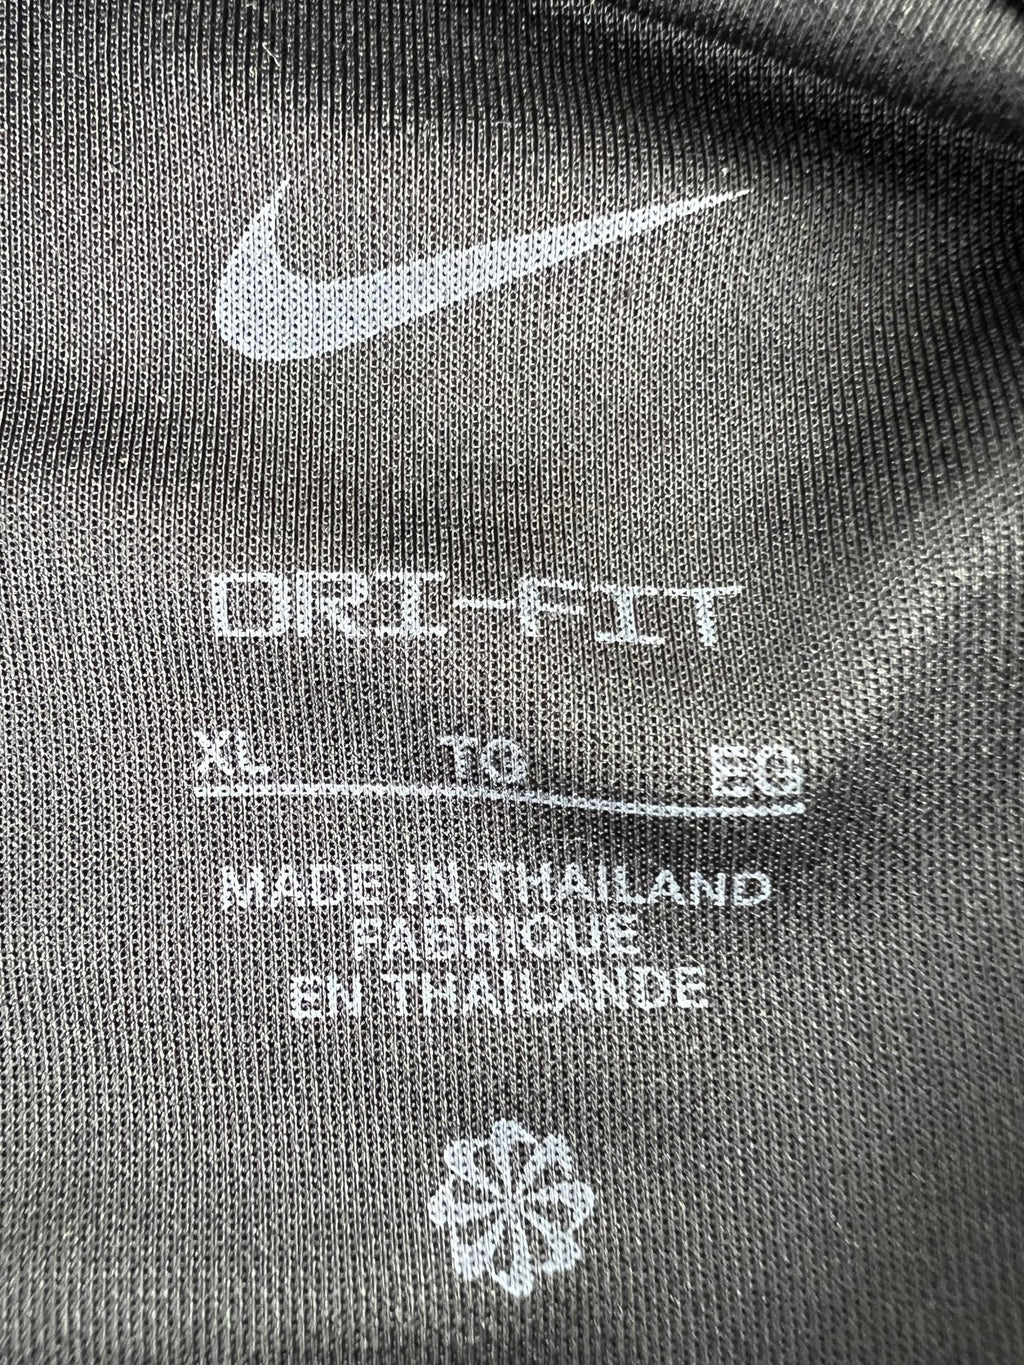 DRI-FIT
XL TG EG
MADE IN THAILAND
FABRIQUE
EN THAILANDE